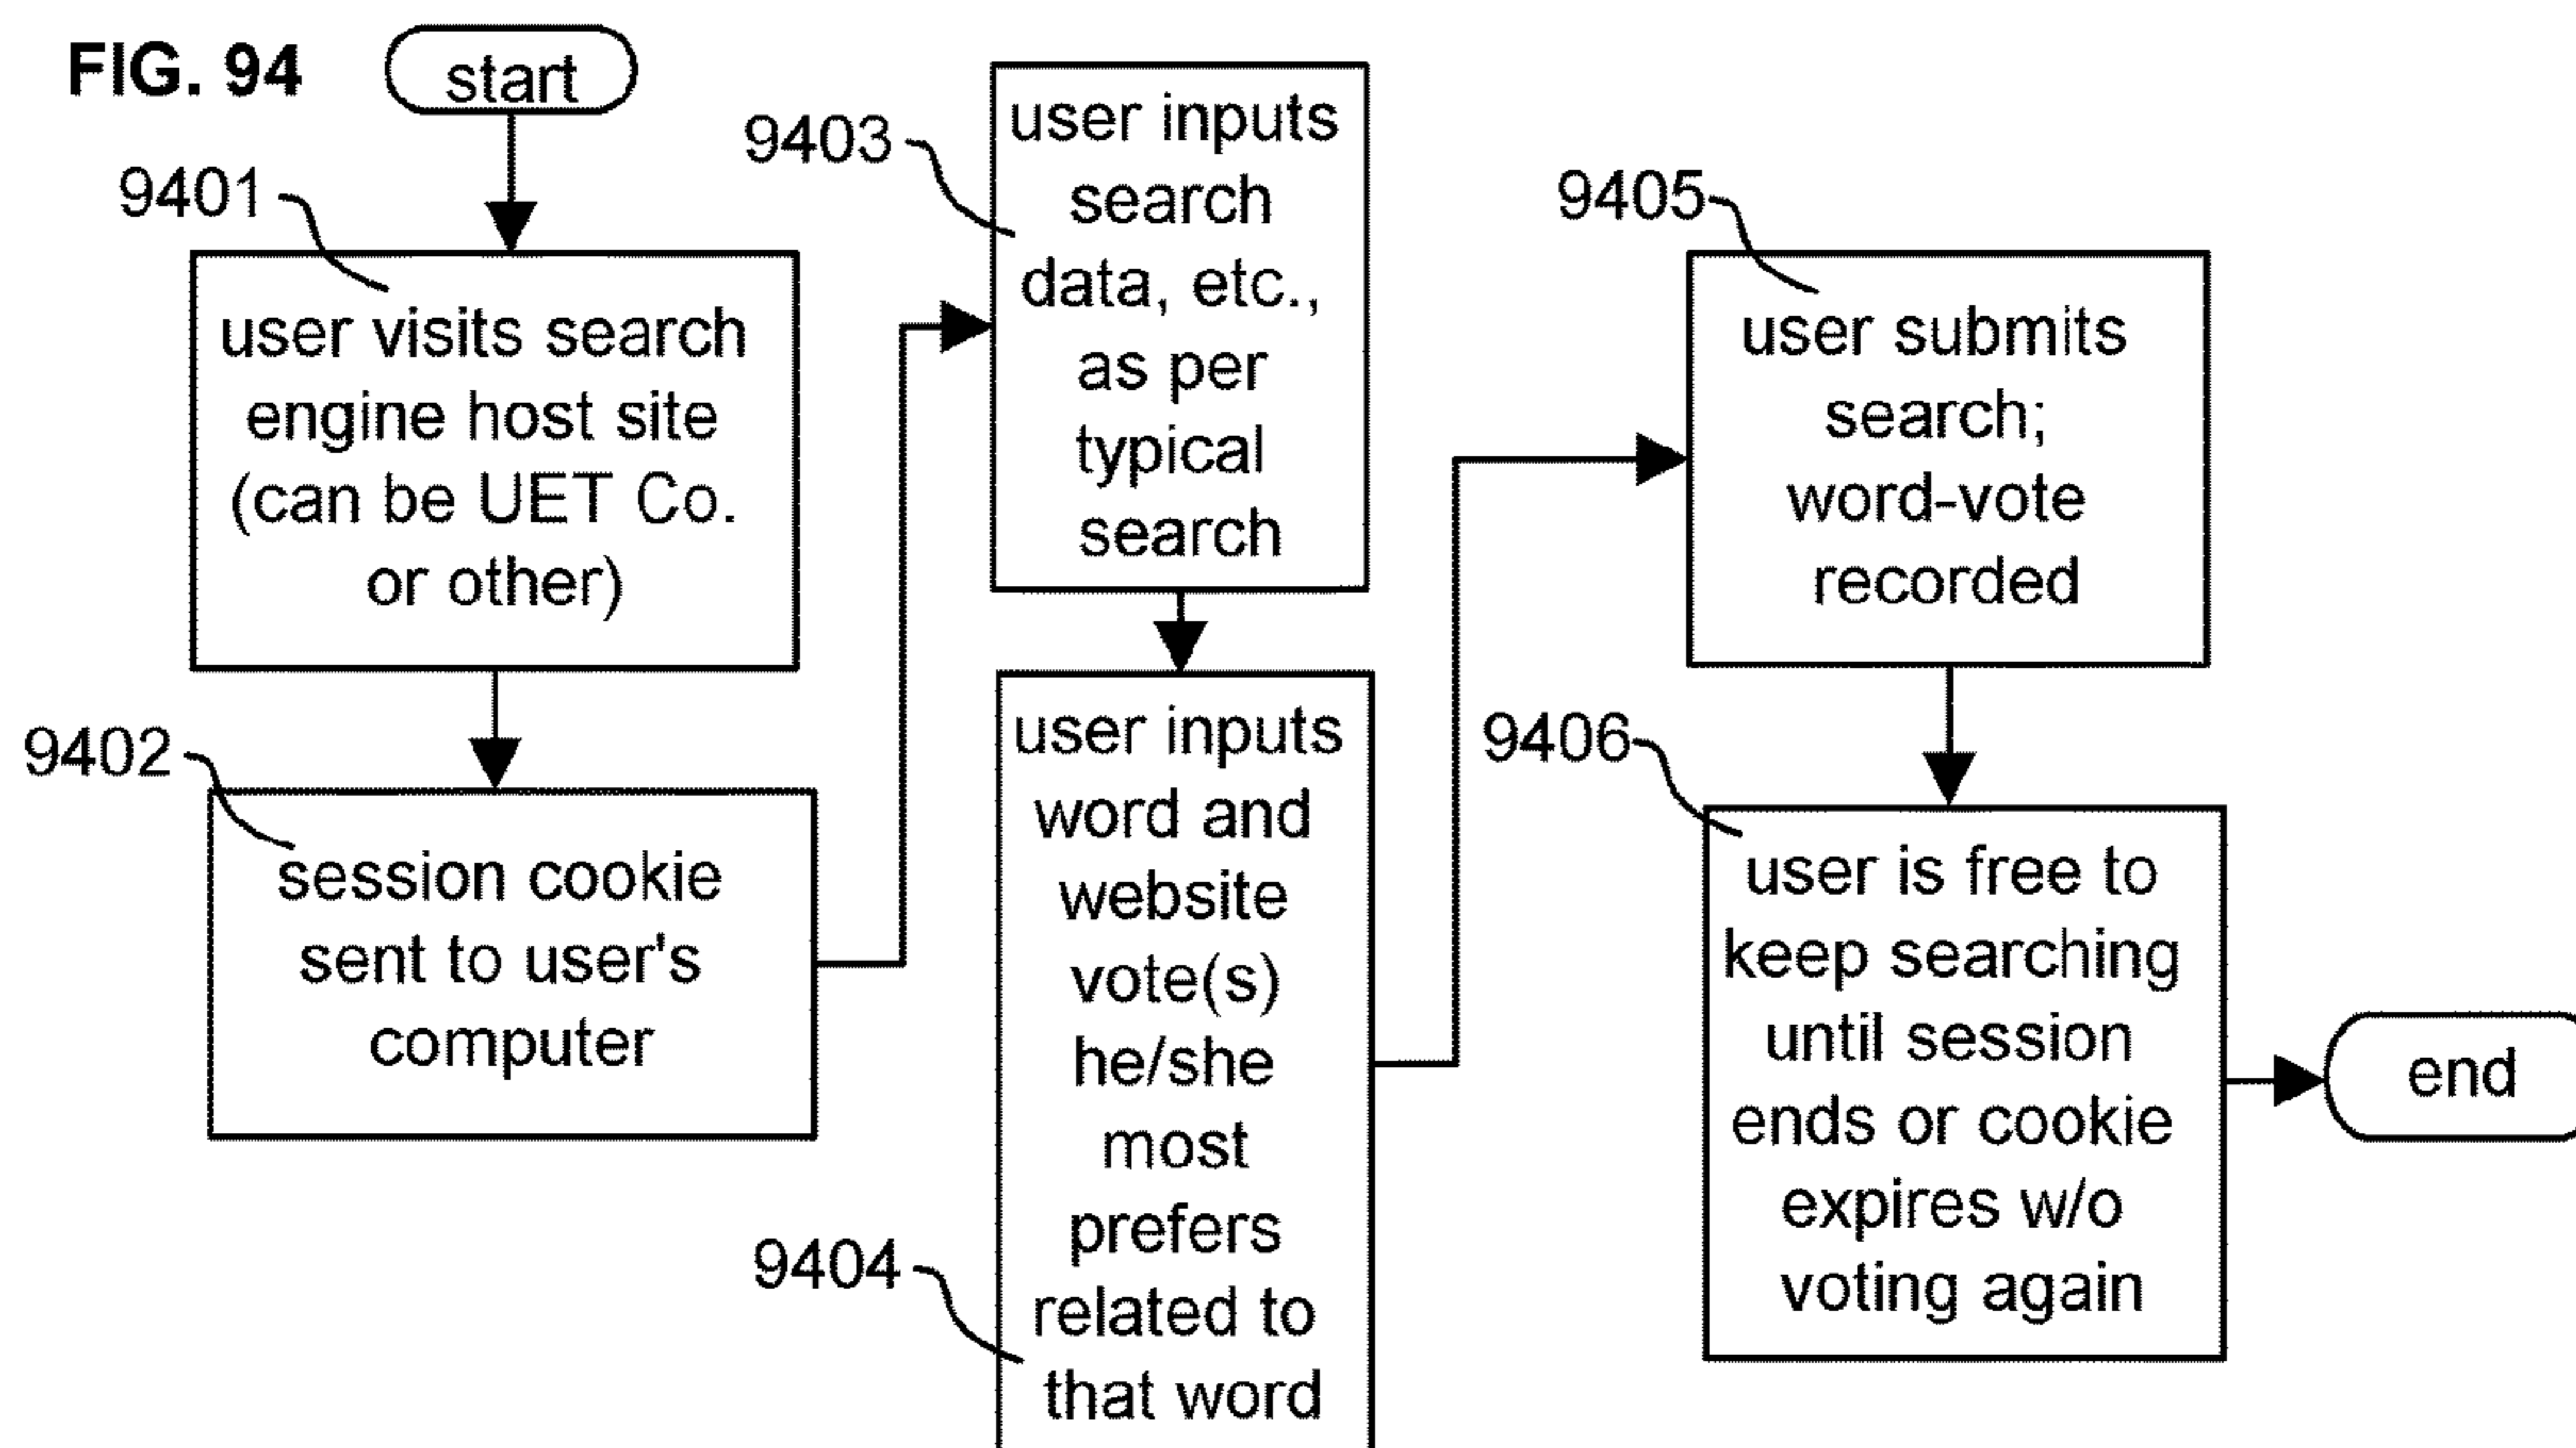 FIG. 94
start
9401
user visits search
engine host site
(can be UET Co.
or other)
9402
session cookie
sent to user's
computer
9403
user inputs
search
data, etc.,
as per
typical
search
9404
user inputs
word and
website
vote(s)
he/she
most
prefers
related to
that word
9405
user submits
search;
word-vote
recorded
9406
user is free to
keep searching
until session
ends or cookie
expires w/o
voting again
end